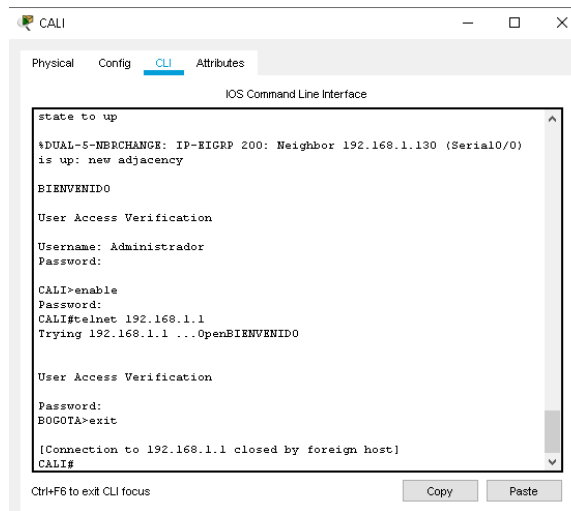 CALI
Physical Config CLI Attributes
IOS Command Line Interface
state to up
%DUAL-5-NBRCHANGE: IP-EIGRP 200: Neighbor 192.168.1.130 (Serial0/0)
is up: new adjacency
BIENVENIDO
User Access Verification
Username: Administrador
Password:
CALI>enable
Password:
CALI#telnet 192.168.1.1
Trying 192.168.1.1 ...OpenBIENVENIDO
User Access Verification
Password:
BOGOTA>exit
[Connection to 192.168.1.1 closed by foreign host]
CALI#
Ctrl+F6 to exit CLI focus
Copy Paste